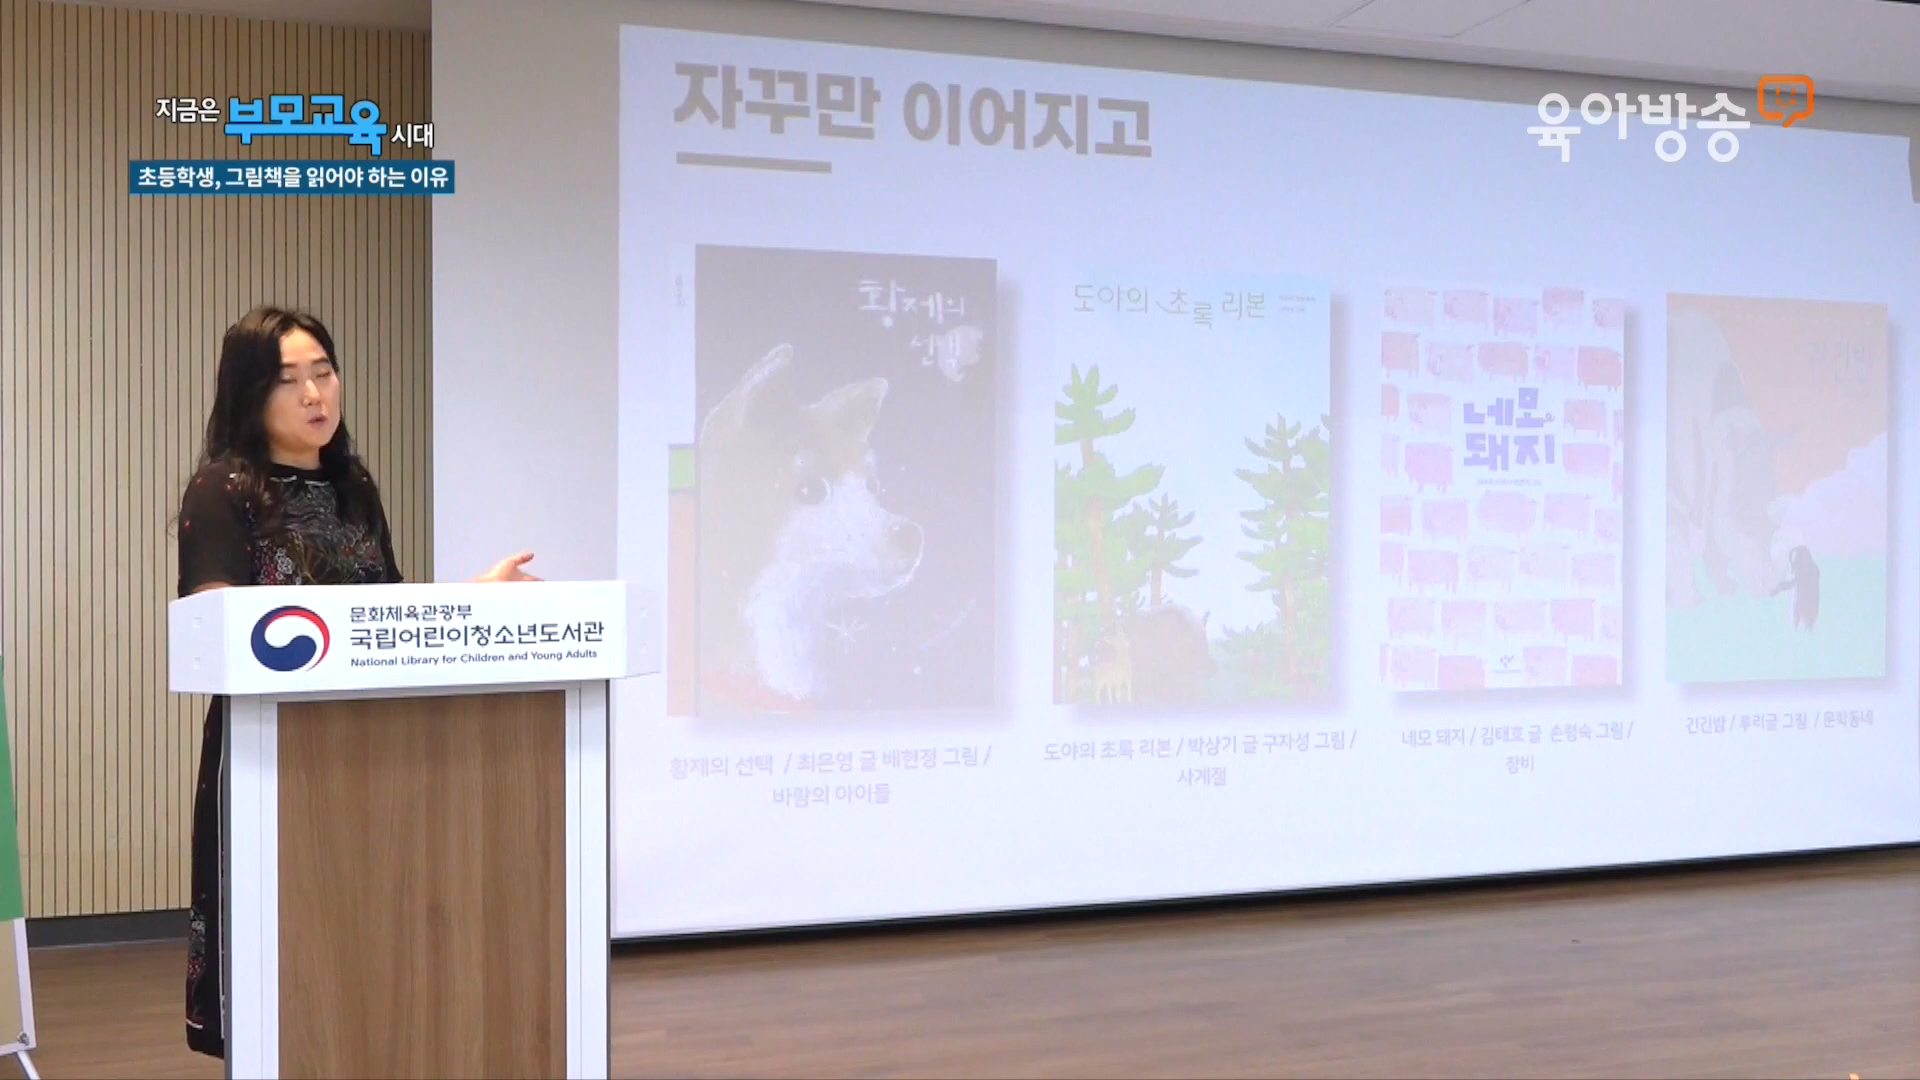 지금은 부모교육 시대
초등학생, 그림책을 읽어야 하는 이유
육아방송
자꾸만 이어지고
황제의
선택
도야의 초록 리본
네모
돼지
긴긴밤
황제의 선택 / 최은영 글 배현정 그림 /
바람의 아이들
도야의 초록 리본 / 박상기 글 구자성 그림 /
사계절
네모 돼지 / 김태호 글 손령숙 그림 /
창비
긴긴밤 / 루리글 그림 / 문학동네
문화체육관광부
국립어린이청소년도서관
National Library for Children and Young Adults